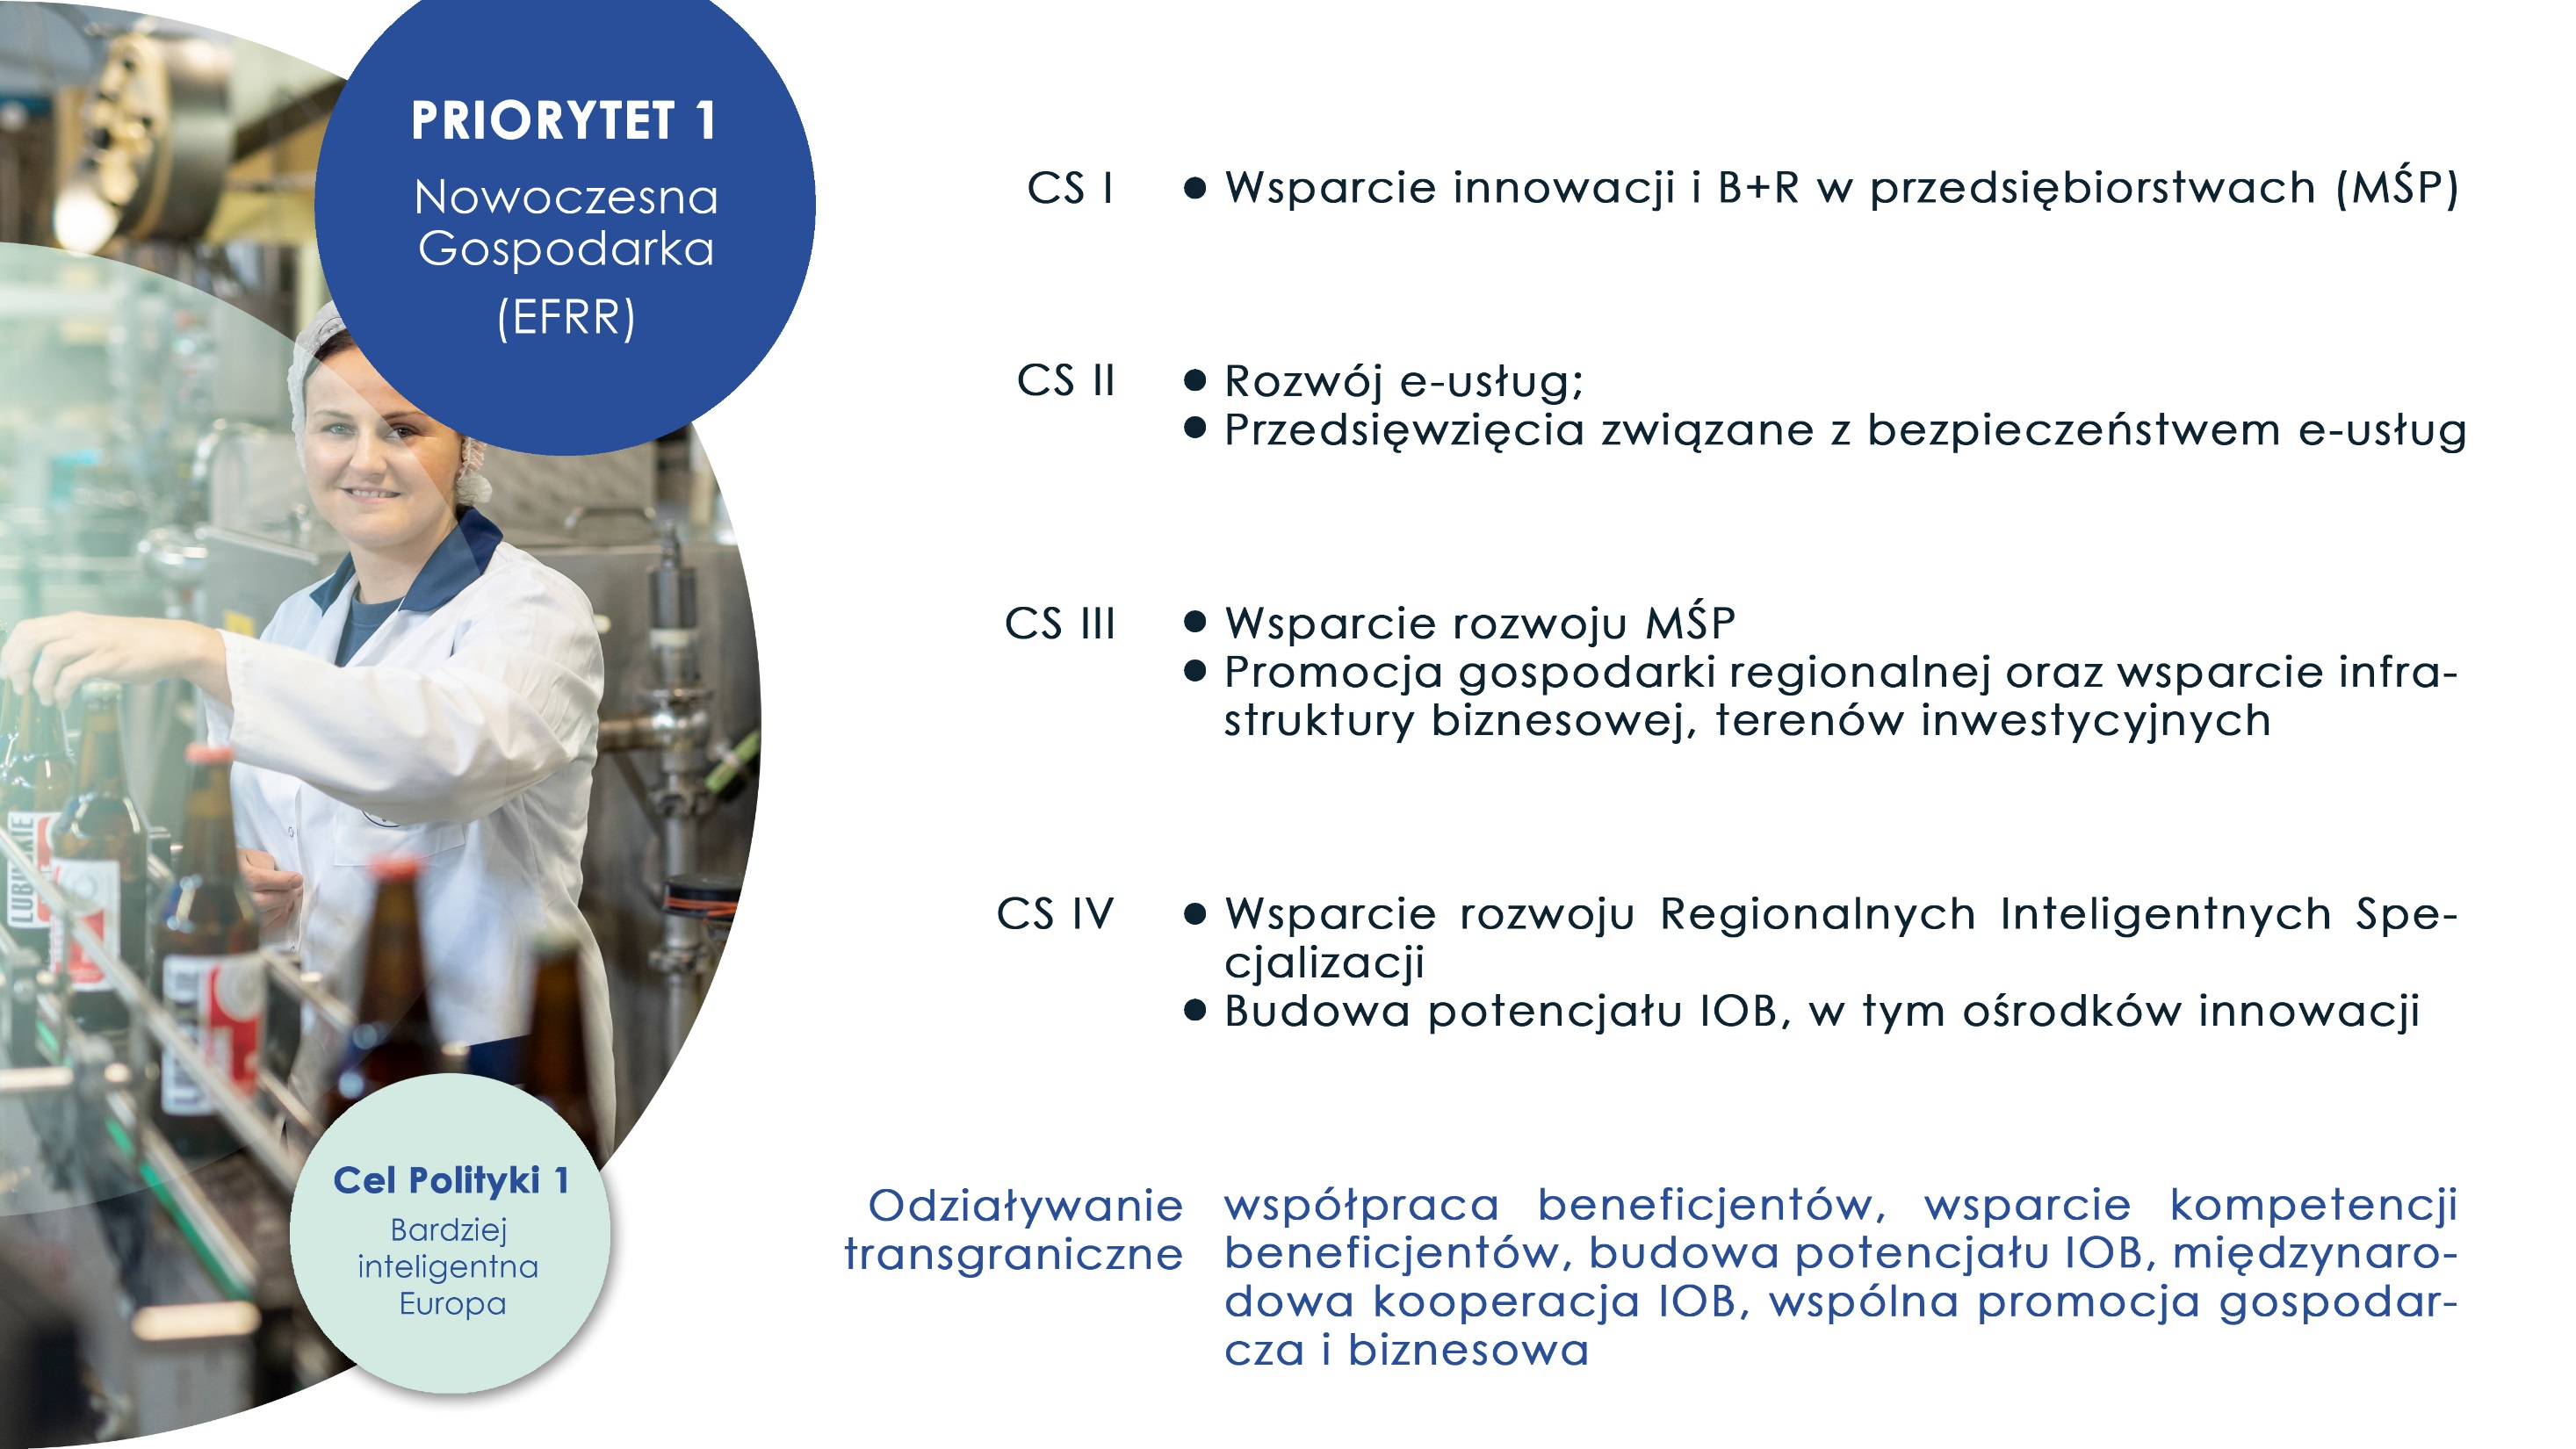 PRIORYTET 1
Nowoczesna
Gospodarka
(EFRR)
CS I
● Wsparcie innowacji i B+R w przedsiębiorstwach (MŚP)
CS II
● Rozwój e-usług;
● Przedsięwzięcia związane z bezpieczeństwem e-usług
CS III
● Wsparcie rozwoju MŚP
● Promocja gospodarki regionalnej oraz wsparcie infra-
struktury biznesowej, terenów inwestycyjnych
CS IV
● Wsparcie rozwoju Regionalnych Inteligentnych Spe-
cjalizacji
● Budowa potencjału IOB, w tym ośrodków innowacji
Odziaływanie
transgraniczne
współpraca beneficjentów, wsparcie kompetencji
beneficjentów, budowa potencjału IOB, międzynaro-
dowa kooperacja IOB, wspólna promocja gospodar-
cza i biznesowa
Cel Polityki 1
Bardziej
inteligentna
Europa